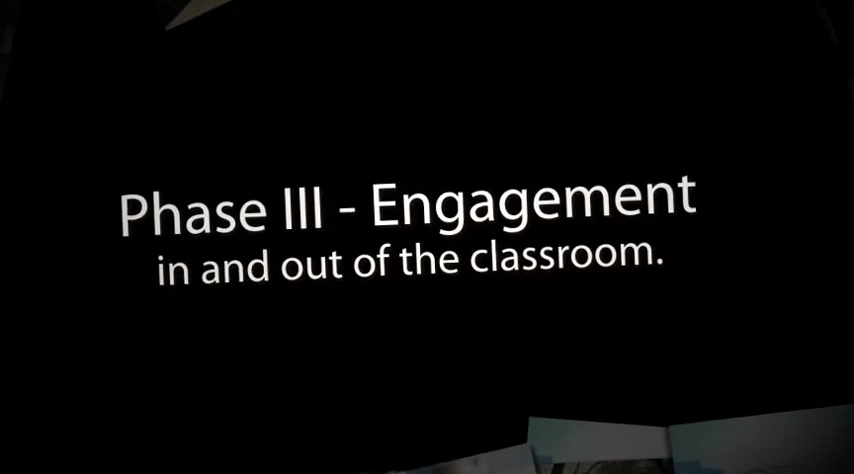 Phase III - Engagement
in and out of the classroom.